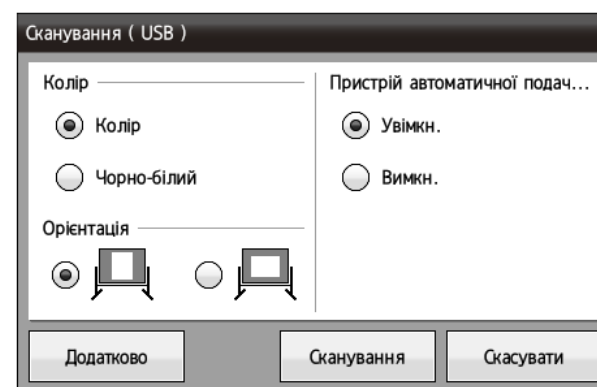 Сканування ( USB )
Колір
Колір
Чорно-білий
Орієнтація
Пристрій автоматичної подач...
Увімкн.
Вимкн.
Додатково
Сканування
Скасувати